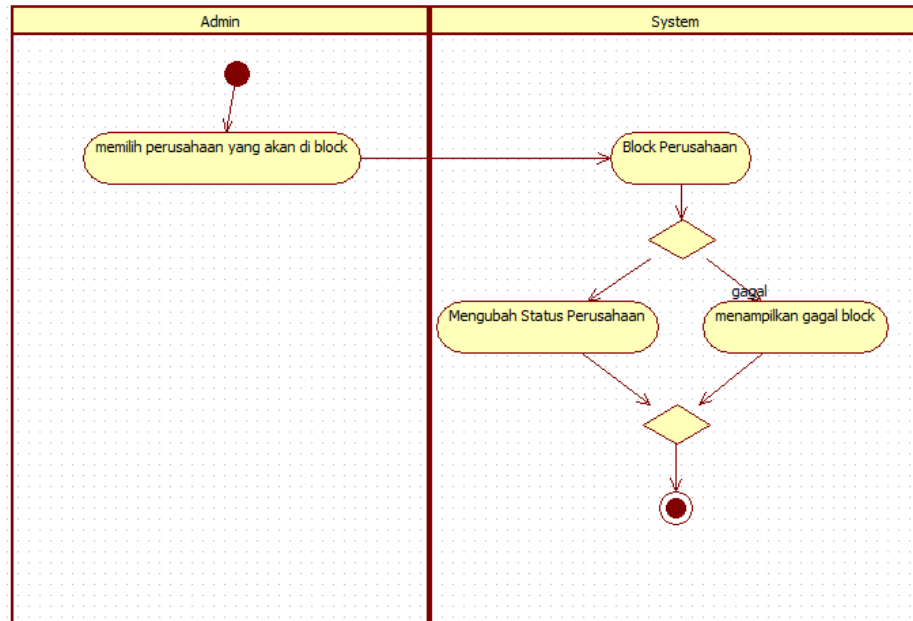 Admin
System
memilih perusahaan yang akan di block
Block Perusahaan
gagal
Mengubah Status Perusahaan
menampilkan gagal block